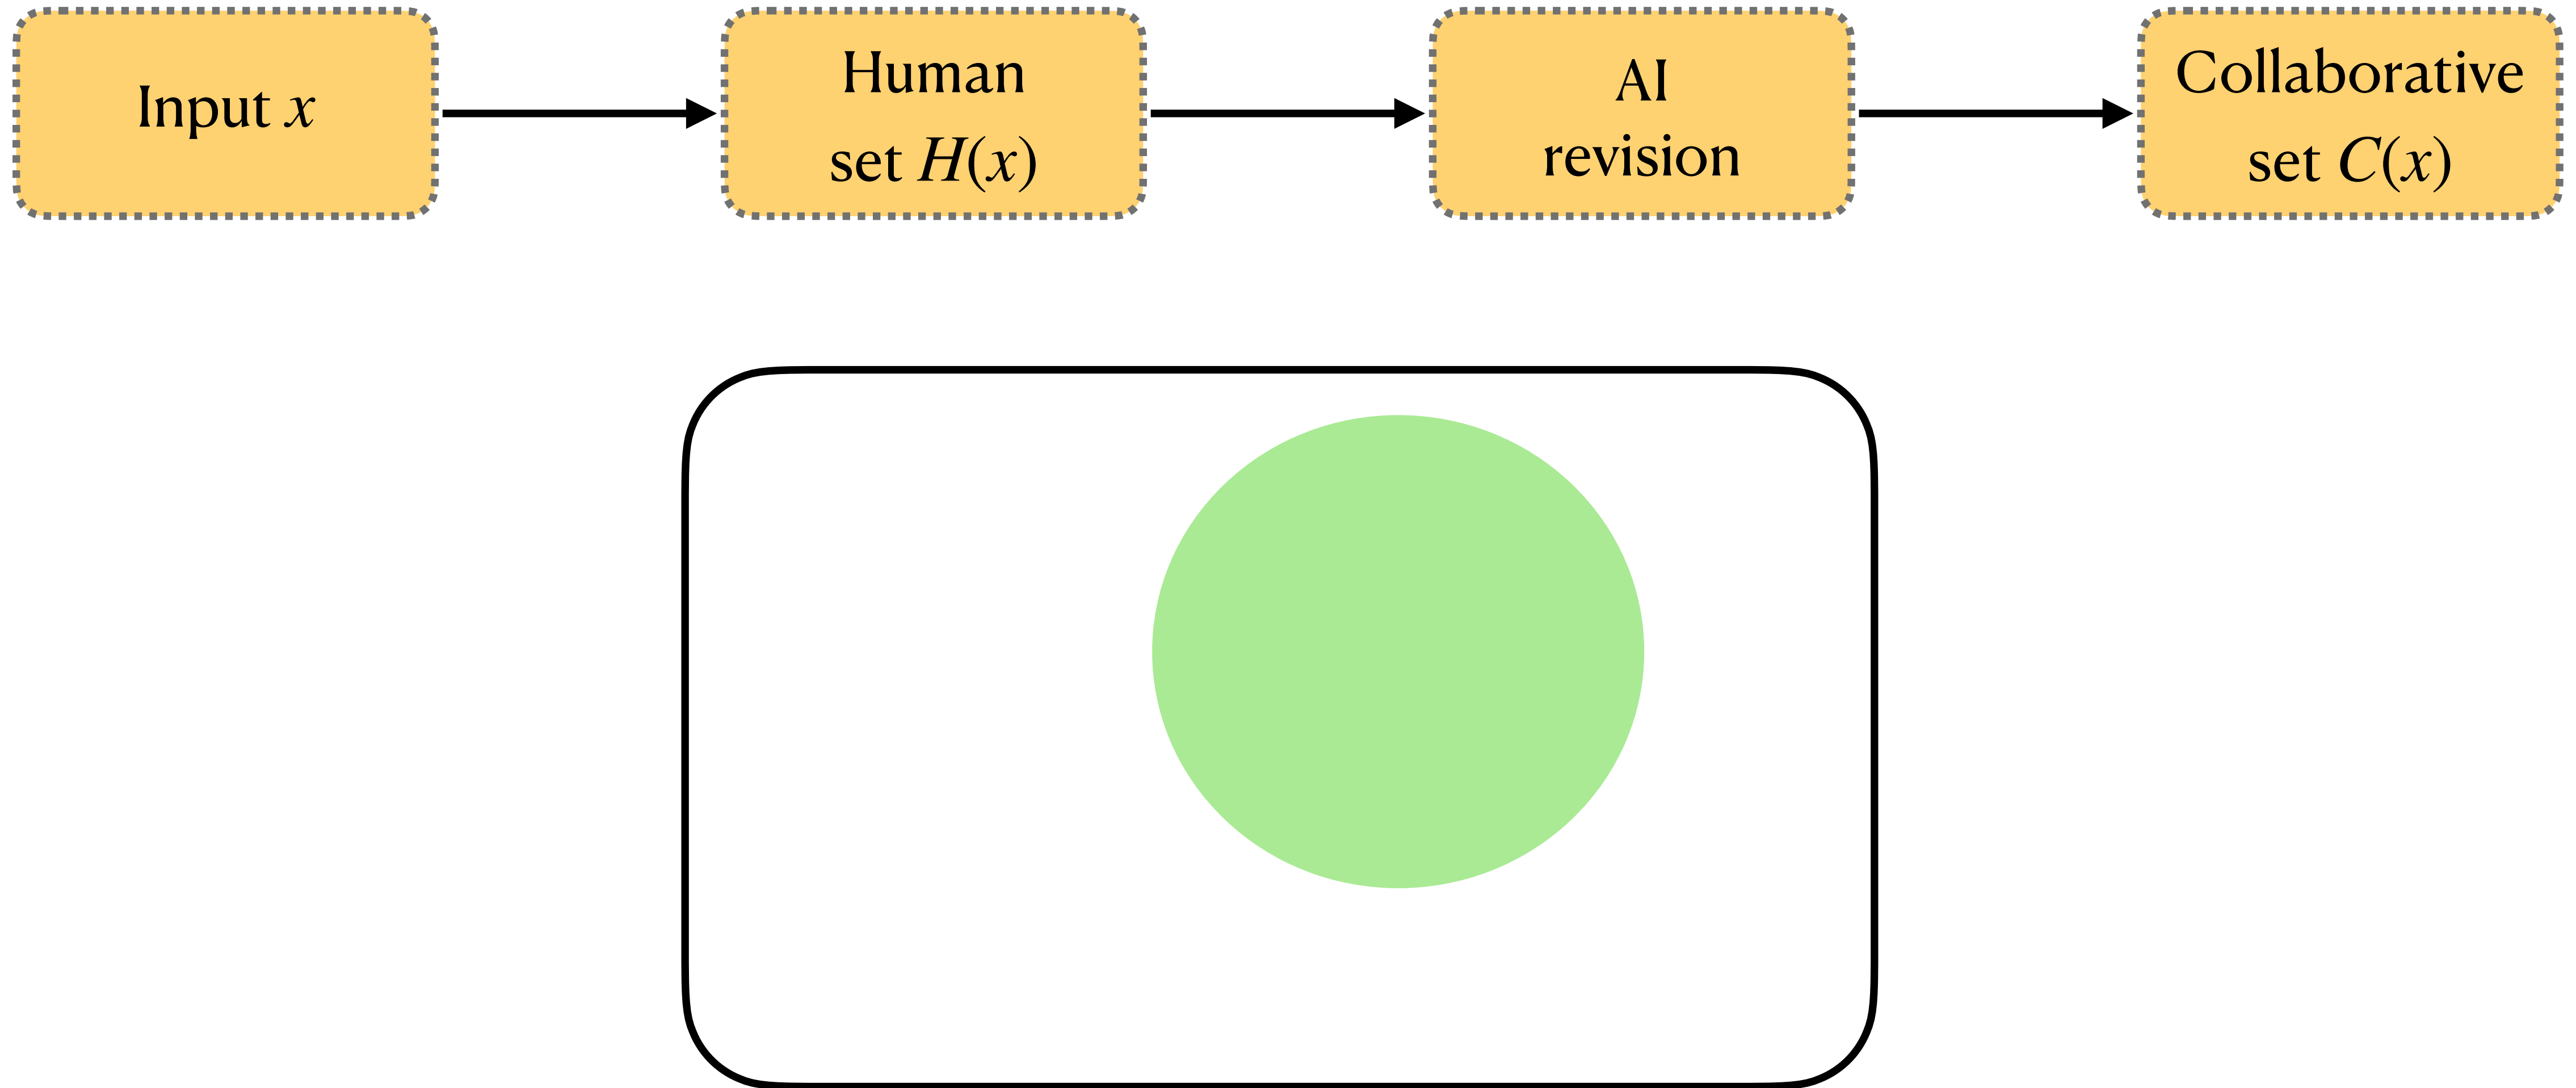 Input x
Human
set H(x)
AI
revision
Collaborative
set C(x)